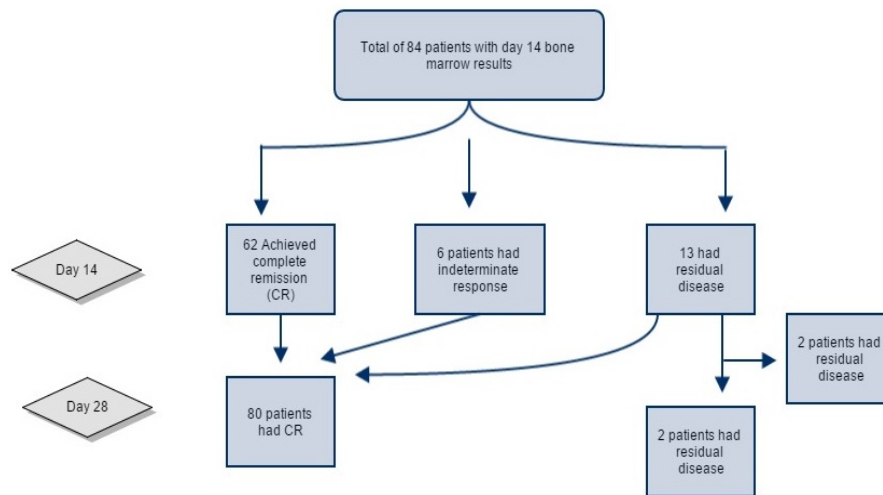 Total of 84 patients with day 14 bone
marrow results
Day 14
62 Achieved
complete
remission
(CR)
6 patients had
indeterminate
response
13 had
residual
disease
2 patients had
residual
disease
Day 28
80 patients
had CR
2 patients had
residual
disease